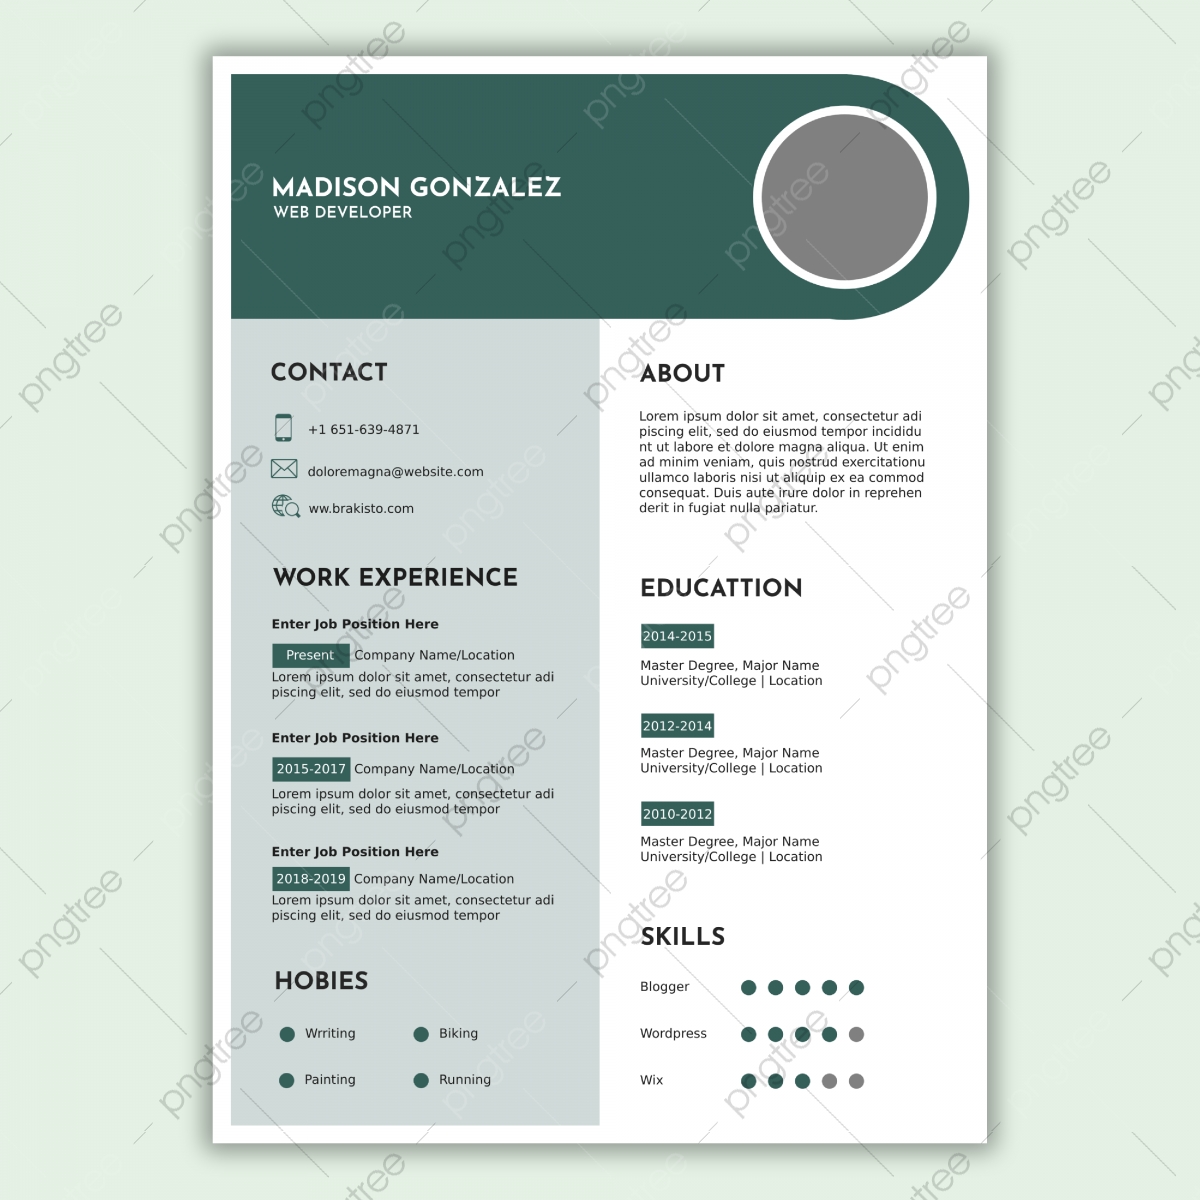 MADISON GONZALEZ
WEB DEVELOPER
CONTACT
+1 651-639-4871
doloremagna@website.com
ww.brakisto.com
WORK EXPERIENCE
Enter Job Position Here
Present Company Name/Location
Lorem ipsum dolor sit amet, consectetur adi
piscing elit, sed do eiusmod tempor
Enter Job Position Here
2015-2017 Company Name/Location
Lorem ipsum dolor sit amet, consectetur adi
piscing elit, sed do eiusmod tempor
Enter Job Position Here
2018-2019 Company Name/Location
Lorem ipsum dolor sit amet, consectetur adi
piscing elit, sed do eiusmod tempor
HOBIES
Wrriting Biking
Painting Running
ABOUT
Lorem ipsum dolor sit amet, consectetur adi
piscing elit, sed do eiusmod tempor incididu
nt ut labore et dolore magna aliqua. Ut enim
ad minim veniam, quis nostrud exercitationu
ullamco laboris nisi ut aliquip ex ea commod
consequat. Duis aute irure dolor in reprehen
derit in fugiat nulla pariatur.
EDUCATTION
2014-2015
Master Degree, Major Name
University/College | Location
2012-2014
Master Degree, Major Name
University/College | Location
2010-2012
Master Degree, Major Name
University/College | Location
SKILLS
Blogger
Wordpress
Wix
pngtree